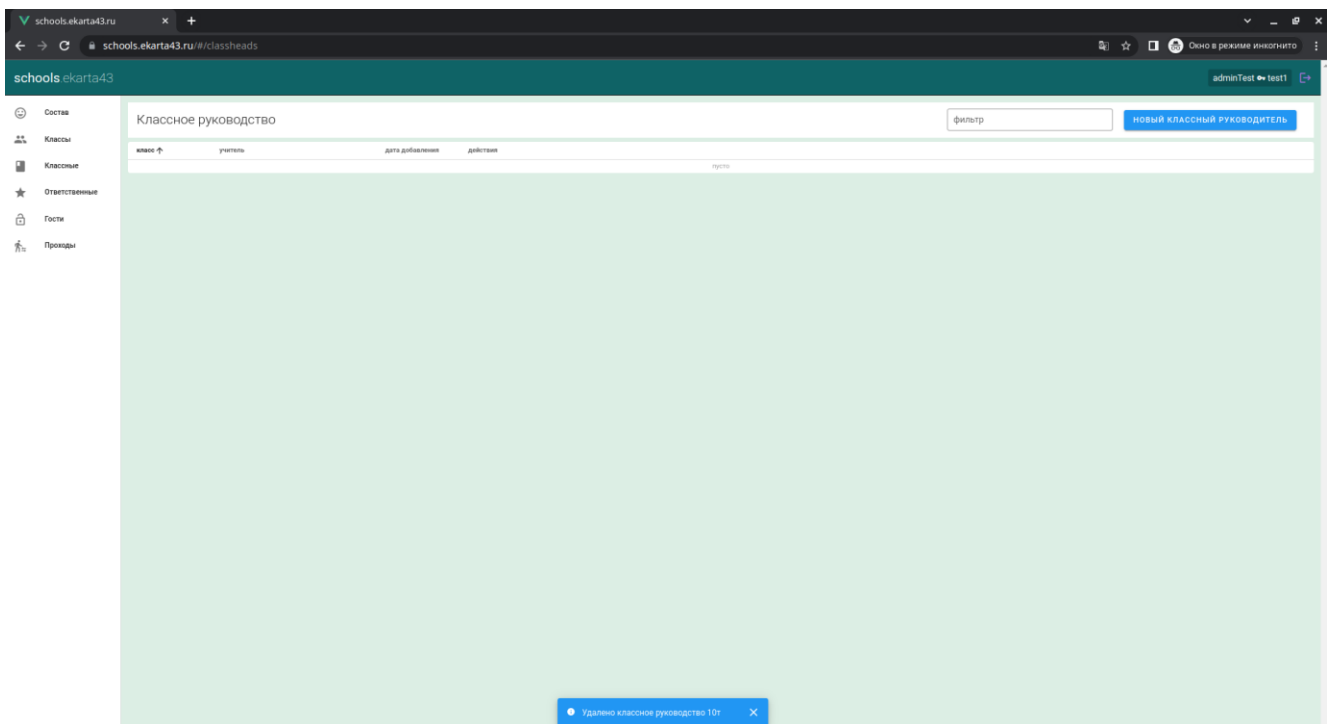 schools.ekarta43.ru
schools.ekarta43.ru/#/classheads
Окно в режиме инкогнито
schools.ekarta43
adminTest test1
Состав
Классы
Классные
Ответственные
Гости
Проходы
Классное руководство
фильтр
НОВЫЙ КЛАССНЫЙ РУКОВОДИТЕЛЬ
класс учитель дата добавления действия
пусто
Удалено классное руководство 10т